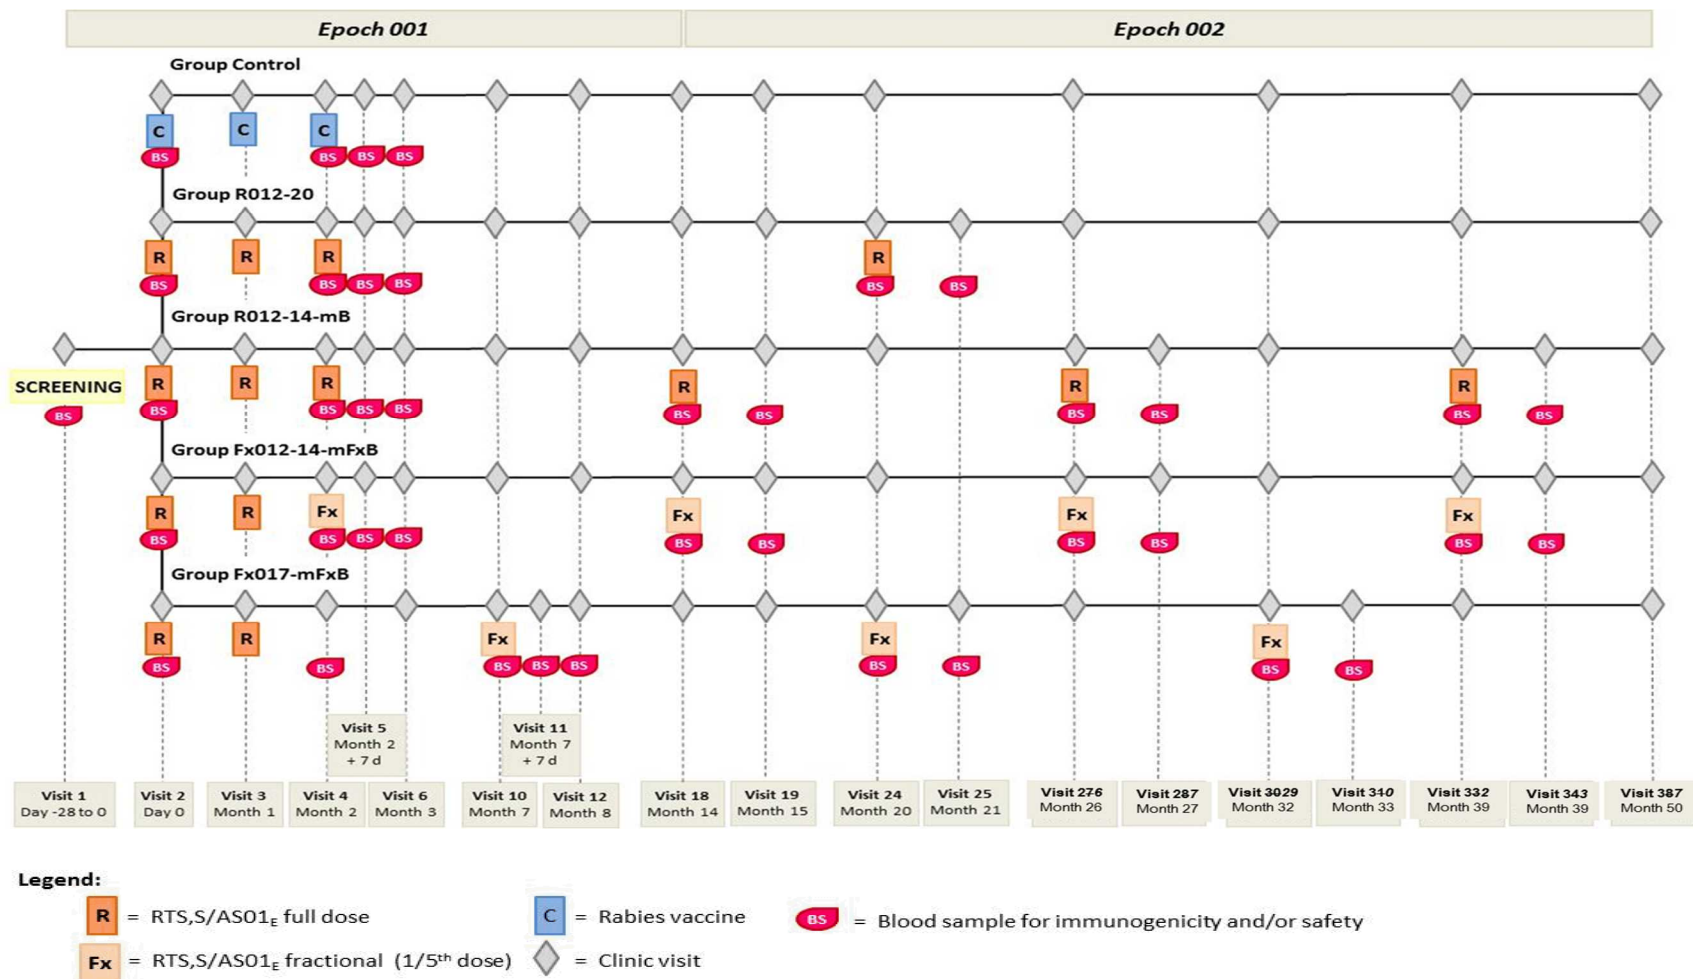 Epoch 001
Epoch 002
Group Control
C
C
C
BS
BS
BS
BS
Group R012-20
R
R
R
R
BS
BS
BS
BS
BS
BS
Group R012-14-mB
SCREENING
BS
R
R
R
R
R
R
BS
BS
BS
BS
BS
BS
BS
BS
BS
BS
Group Fx012-14-mFxB
R
R
Fx
Fx
Fx
Fx
BS
BS
BS
BS
BS
BS
BS
BS
BS
BS
Group Fx017-mFxB
R
R
Fx
Fx
Fx
BS
BS
BS
BS
BS
BS
BS
BS
BS
Visit 5
Month 2
+ 7 d
Visit 11
Month 7
+ 7 d
Visit 1
Day -28 to 0
Visit 2
Day 0
Visit 3
Month 1
Visit 4
Month 2
Visit 6
Month 3
Visit 10
Month 7
Visit 12
Month 8
Visit 18
Month 14
Visit 19
Month 15
Visit 24
Month 20
Visit 25
Month 21
Visit 276
Month 26
Visit 287
Month 27
Visit 3029
Month 32
Visit 310
Month 33
Visit 332
Month 39
Visit 343
Month 39
Visit 387
Month 50
Legend:
R = RTS,S/AS01E full dose
C = Rabies vaccine
BS = Blood sample for immunogenicity and/or safety
Fx = RTS,S/AS01E fractional (1/5th dose)
= Clinic visit